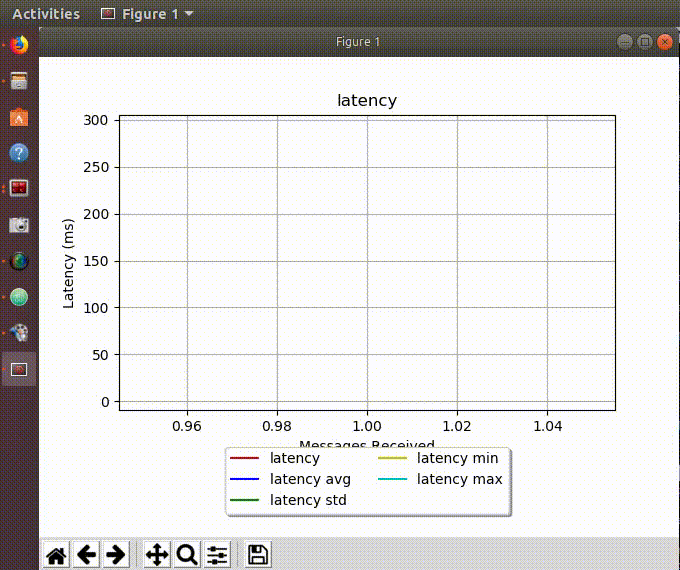 Activities Figure 1
Figure 1
latency
300
250
200
150
100
50
0
Latency (ms)
0.96 0.98 1.00 1.02 1.04
Messages Received
latency latency min
latency avg latency max
latency std